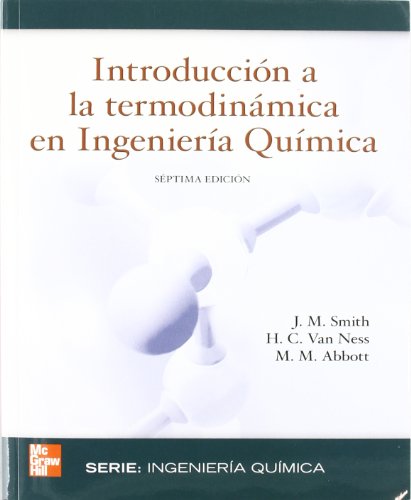 Introducción a
la termodinámica
en Ingeniería Química
SÉPTIMA EDICIÓN
J. M. Smith
H. C. Van Ness
M. M. Abbott
Mc
Graw
Hill
SERIE: INGENIERÍA QUÍMICA